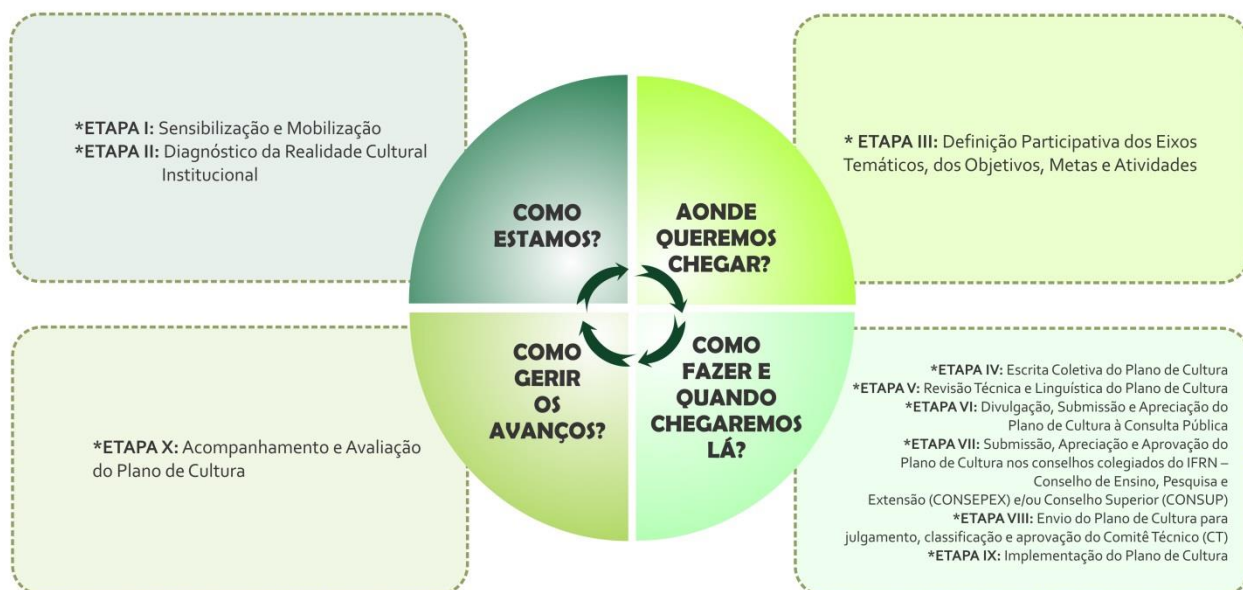 *ETAPA I: Sensibilização e Mobilização
*ETAPA II: Diagnóstico da Realidade Cultural
Institucional
COMO
ESTAMOS?
AONDE
QUEREMOS
CHEGAR?
* ETAPA III: Definição Participativa dos Eixos
Temáticos, dos Objetivos, Metas e Atividades
COMO
FAZER E
QUANDO
CHEGAREMOS
LÁ?
*ETAPA IV: Escrita Coletiva do Plano de Cultura
*ETAPA V: Revisão Técnica e Linguística do Plano de Cultura
*ETAPA VI: Divulgação, Submissão e Apreciação do
Plano de Cultura à Consulta Pública
*ETAPA VII: Submissão, Apreciação e Aprovação do
Plano de Cultura nos conselhos colegiados do IFRN –
Conselho de Ensino, Pesquisa e
Extensão (CONSEPEX) e/ou Conselho Superior (CONSUP)
*ETAPA VIII: Envio do Plano de Cultura para
julgamento, classificação e aprovação do Comitê Técnico (CT)
*ETAPA IX: Implementação do Plano de Cultura
COMO
GERIR
OS
AVANÇOS?
*ETAPA X: Acompanhamento e Avaliação
do Plano de Cultura